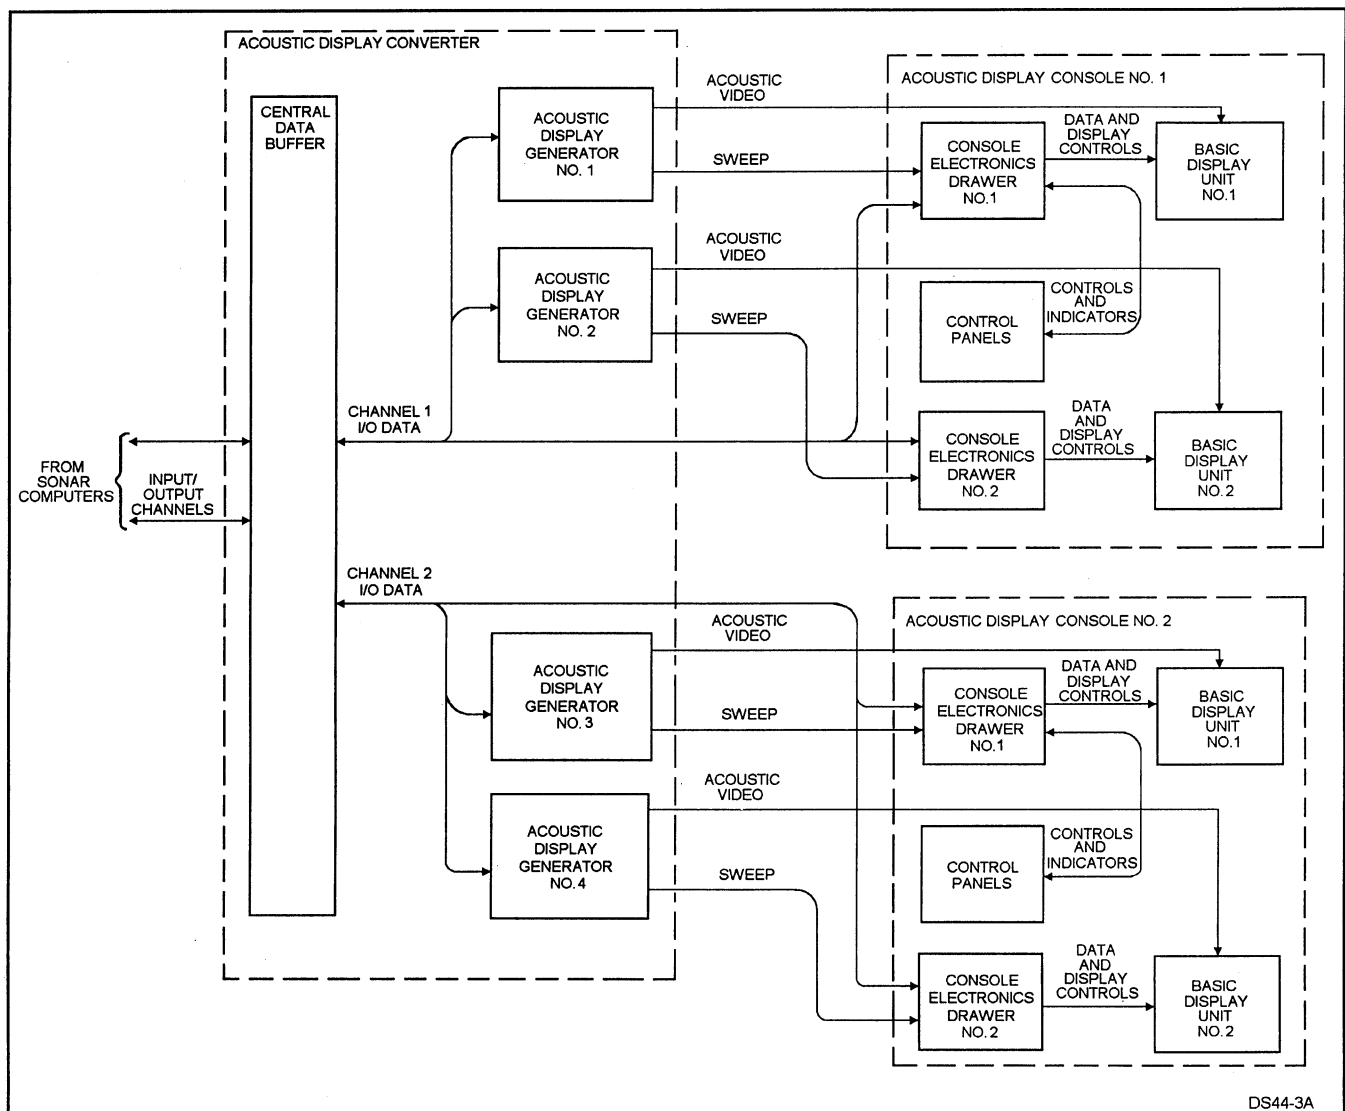 ACOUSTIC DISPLAY CONVERTER
CENTRAL
DATA
BUFFER
ACOUSTIC
DISPLAY
GENERATOR
NO. 1
ACOUSTIC
VIDEO
SWEEP
ACOUSTIC DISPLAY CONSOLE NO. 1
CONSOLE
ELECTRONICS
DRAWER
NO.1
DATA AND
DISPLAY
CONTROLS
BASIC
DISPLAY
UNIT
NO.1
ACOUSTIC
DISPLAY
GENERATOR
NO. 2
ACOUSTIC
VIDEO
SWEEP
CONTROL
PANELS
CONTROLS
AND
INDICATORS
CHANNEL 1
I/O DATA
CONSOLE
ELECTRONICS
DRAWER
NO.2
DATA
AND
DISPLAY
CONTROLS
BASIC
DISPLAY
UNIT
NO.2
FROM
SONAR
COMPUTERS
INPUT/
OUTPUT
CHANNELS
CHANNEL 2
I/O DATA
ACOUSTIC
DISPLAY
GENERATOR
NO. 3
ACOUSTIC
VIDEO
SWEEP
ACOUSTIC DISPLAY CONSOLE NO. 2
CONSOLE
ELECTRONICS
DRAWER
NO.1
DATA AND
DISPLAY
CONTROLS
BASIC
DISPLAY
UNIT
NO.1
ACOUSTIC
DISPLAY
GENERATOR
NO. 4
ACOUSTIC
VIDEO
SWEEP
CONTROL
PANELS
CONTROLS
AND
INDICATORS
CONSOLE
ELECTRONICS
DRAWER
NO.2
DATA
AND
DISPLAY
CONTROLS
BASIC
DISPLAY
UNIT
NO.2
DS44-3A